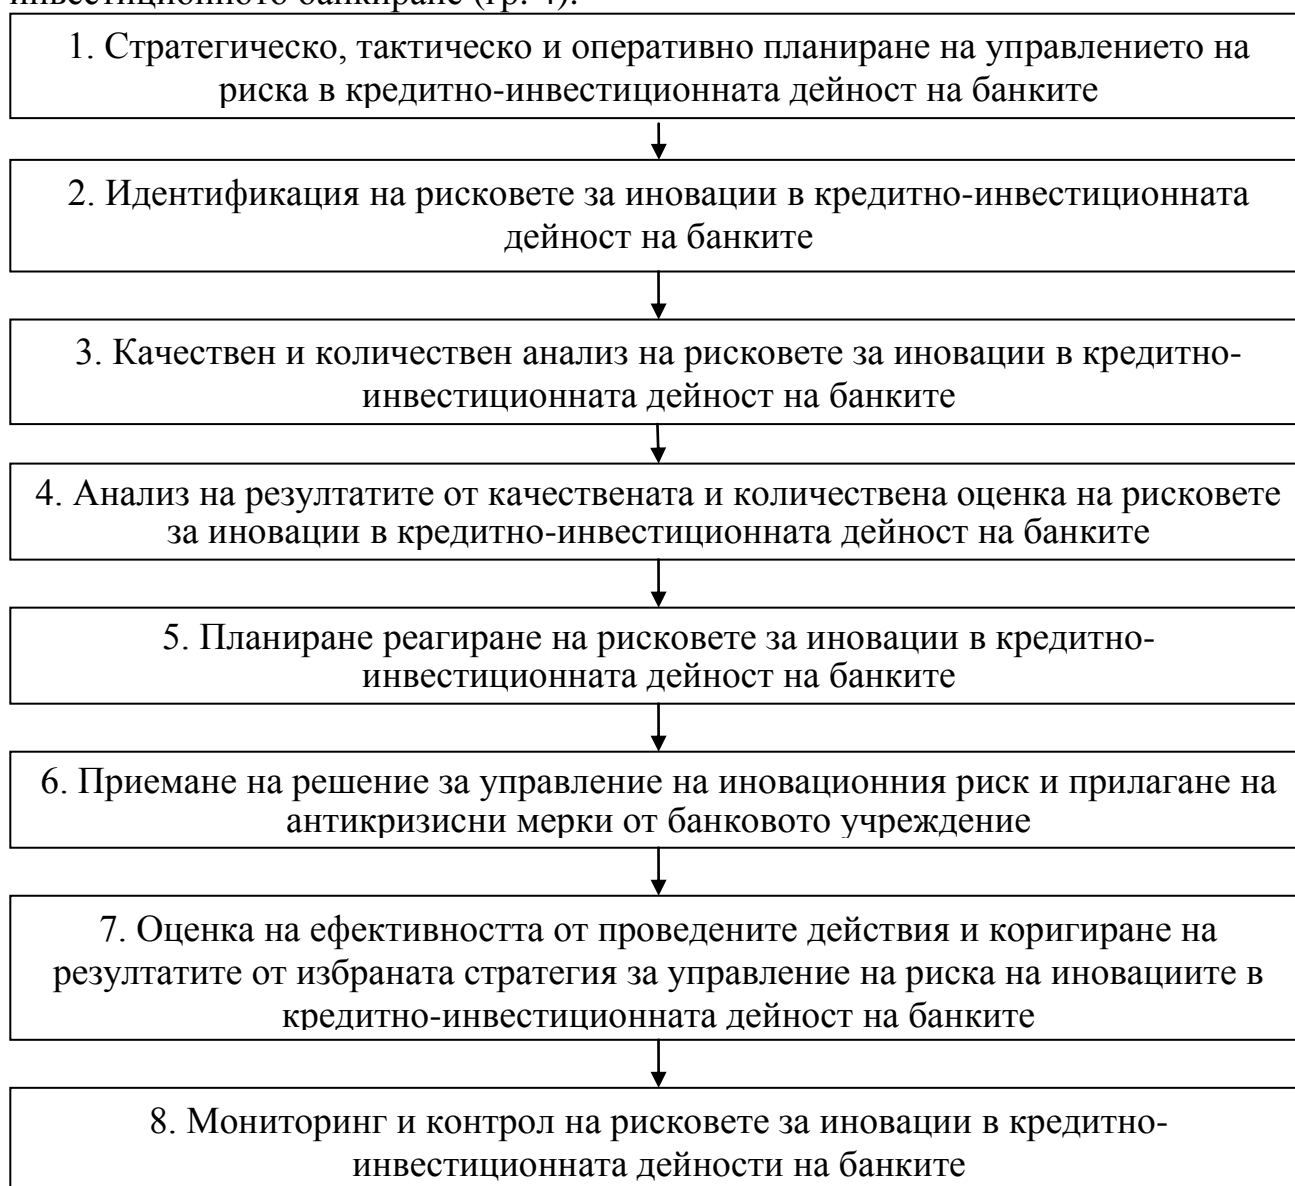 1. Стратегическо, тактическо и оперативно планиране на управлението на
риска в кредитно-инвестиционната дейност на банките
2. Идентификация на рисковете за иновации в кредитно-инвестиционната
дейност на банките
3. Качествен и количествен анализ на рисковете за иновации в кредитно-
инвестиционната дейност на банките
4. Анализ на резултатите от качествената и количествена оценка на рисковете
за иновации в кредитно-инвестиционната дейност на банките
5. Планиране реагиране на рисковете за иновации в кредитно-
инвестиционната дейност на банките
6. Приемане на решение за управление на иновационния риск и прилагане на
антикризисни мерки от банковото учреждение
7. Оценка на ефективността от проведените действия и коригиране на
резултатите от избраната стратегия за управление на риска на иновациите в
кредитно-инвестиционната дейност на банките
8. Мониторинг и контрол на рисковете за иновации в кредитно-
инвестиционната дейности на банките